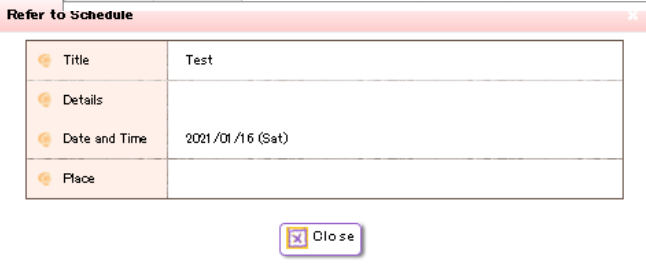 Refer to Schedule
Title Test
Details
Date and Time 2021/01/16 (Sat)
Place
Close